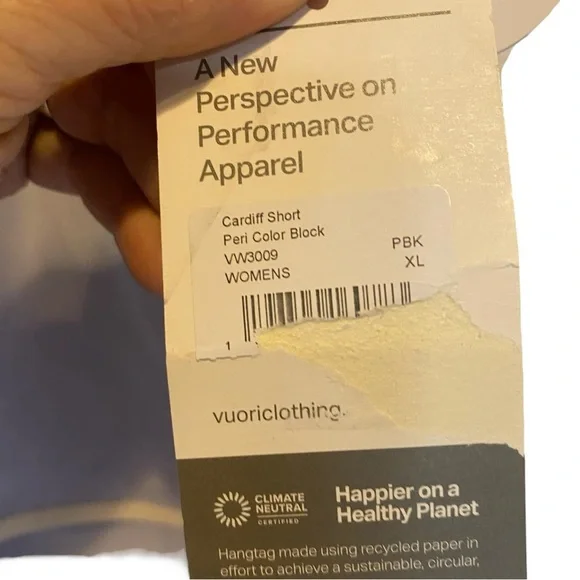 A New
Perspective on
Performance
Apparel
Cardiff Short
Peri Color Block
VW3009 PBK
WOMENS XL
1
vuoriclothing.
CLIMATE
NEUTRAL
CERTIFIED
Happier on a
Healthy Planet
Hangtag made using recycled paper in
effort to achieve a sustainable, circular,